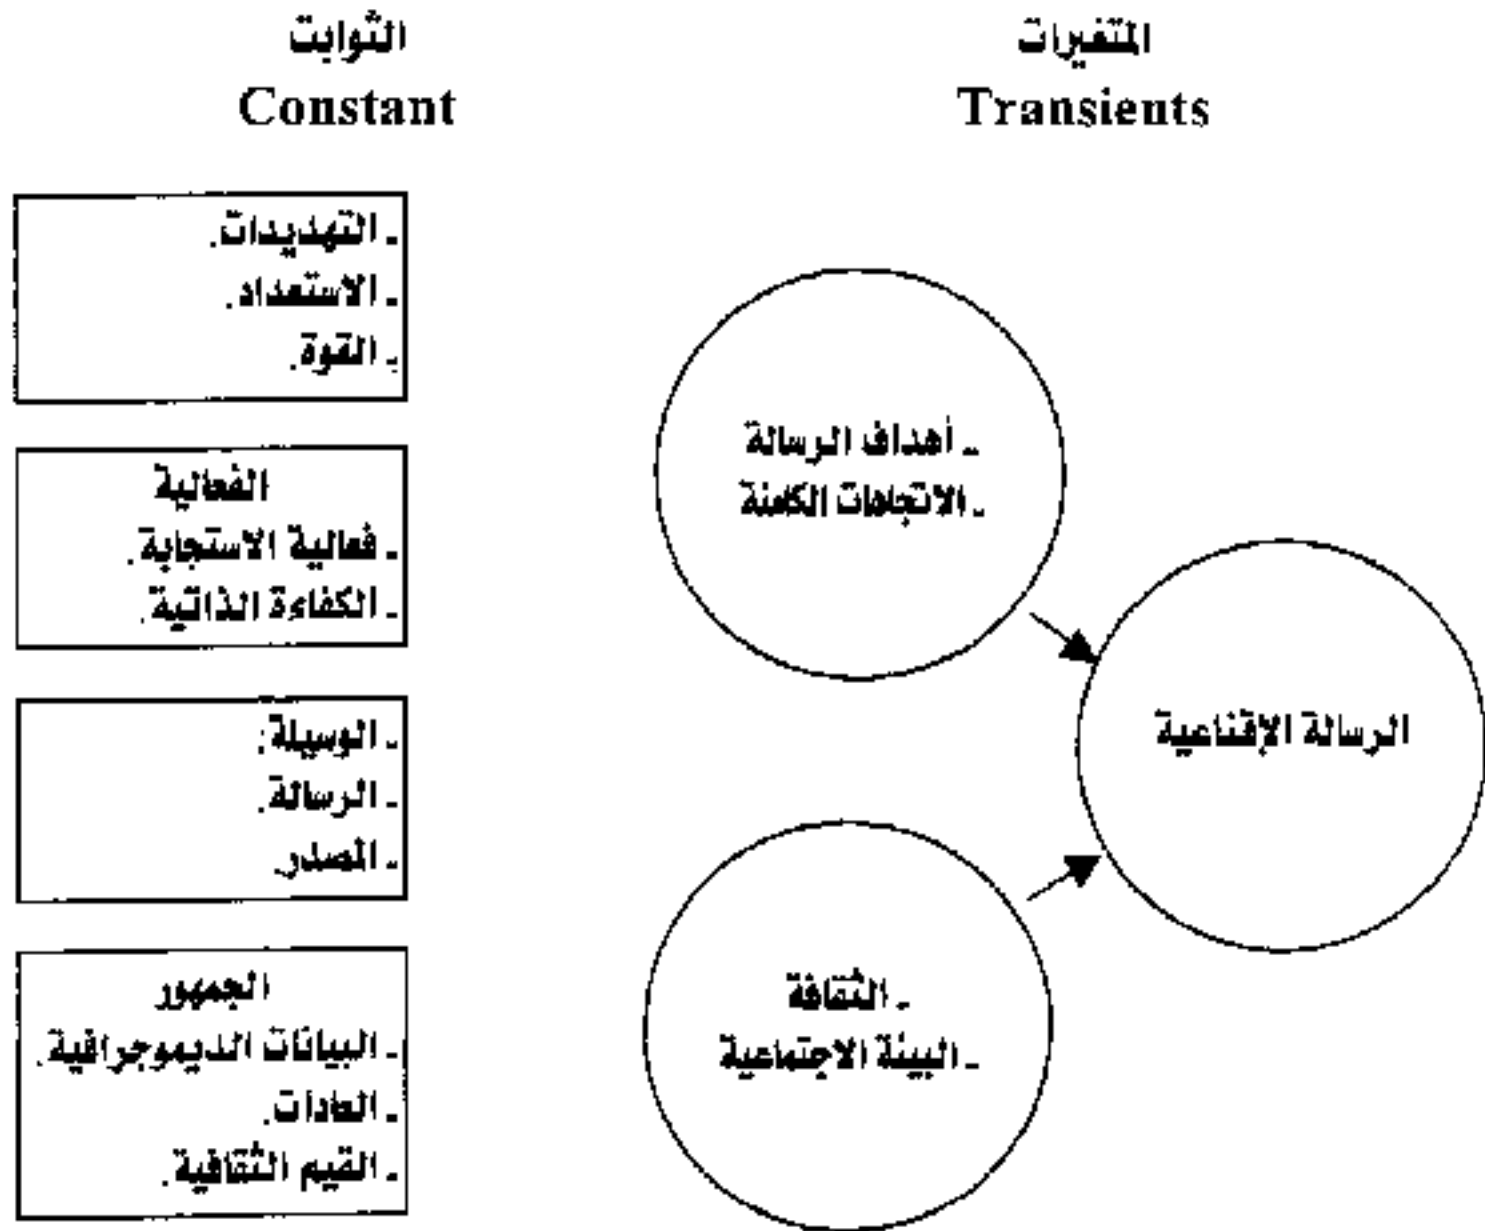 الثوابت
Constant
المتغيرات
Transients
ـ التهديدات.
ـ الاستعداد.
ـ القوة.
الفعالية
ـ فعالية الاستجابة.
ـ الكفاءة الذاتية.
ـ الوسيلة.
ـ الرسالة.
ـ المصدر.
الجمهور
ـ البيانات الديموجرافية.
ـ العادات.
ـ القيم الثقافية.
ـ أهداف الرسالة
ـ الاتجاهات الكامنة
الرسالة الإقناعية
ـ الثقافة
ـ البيئة الاجتماعية